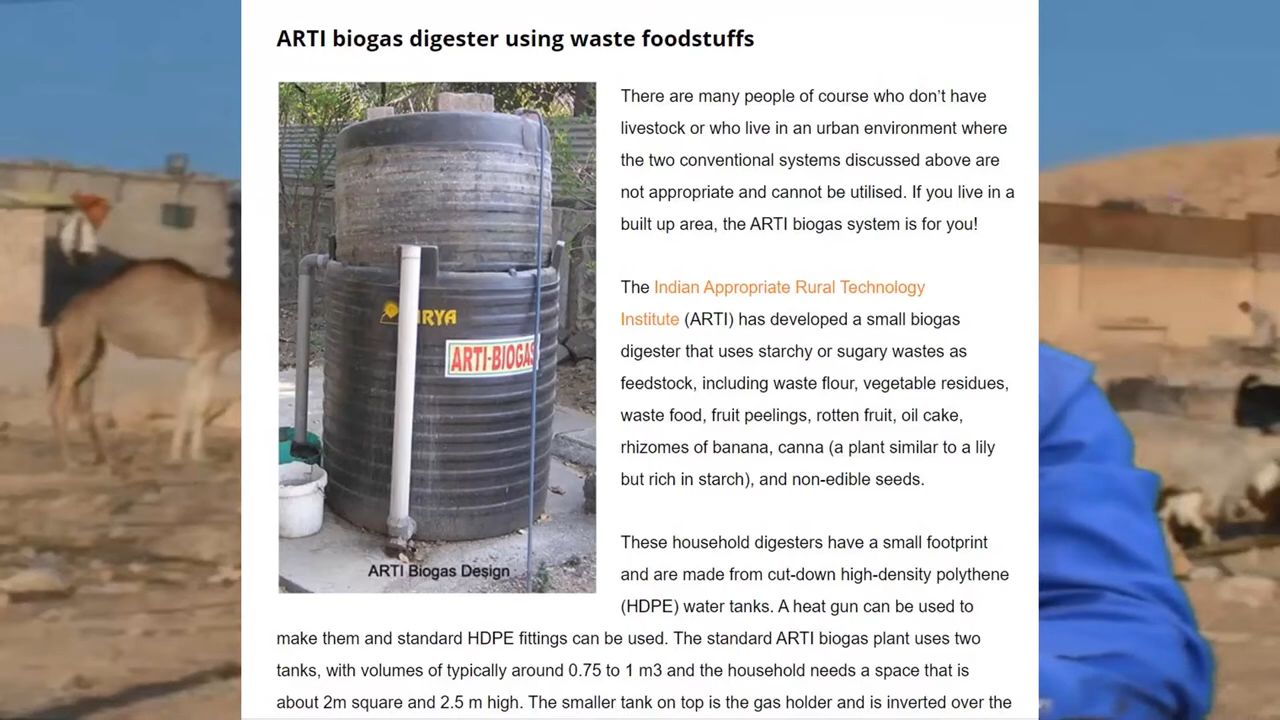 ARTI biogas digester using waste foodstuffs
There are many people of course who don’t have
livestock or who live in an urban environment where
the two conventional systems discussed above are
not appropriate and cannot be utilised. If you live in a
built up area, the ARTI biogas system is for you!
The Indian Appropriate Rural Technology
Institute (ARTI) has developed a small biogas
digester that uses starchy or sugary wastes as
feedstock, including waste flour, vegetable residues,
waste food, fruit peelings, rotten fruit, oil cake,
rhizomes of banana, canna (a plant similar to a lily
but rich in starch), and non-edible seeds.
These household digesters have a small footprint
and are made from cut-down high-density polythene
(HDPE) water tanks. A heat gun can be used to
make them and standard HDPE fittings can be used. The standard ARTI biogas plant uses two
tanks, with volumes of typically around 0.75 to 1 m3 and the household needs a space that is
about 2m square and 2.5 m high. The smaller tank on top is the gas holder and is inverted over the
ARTI-BIOGAS
ARTI Biogas Design